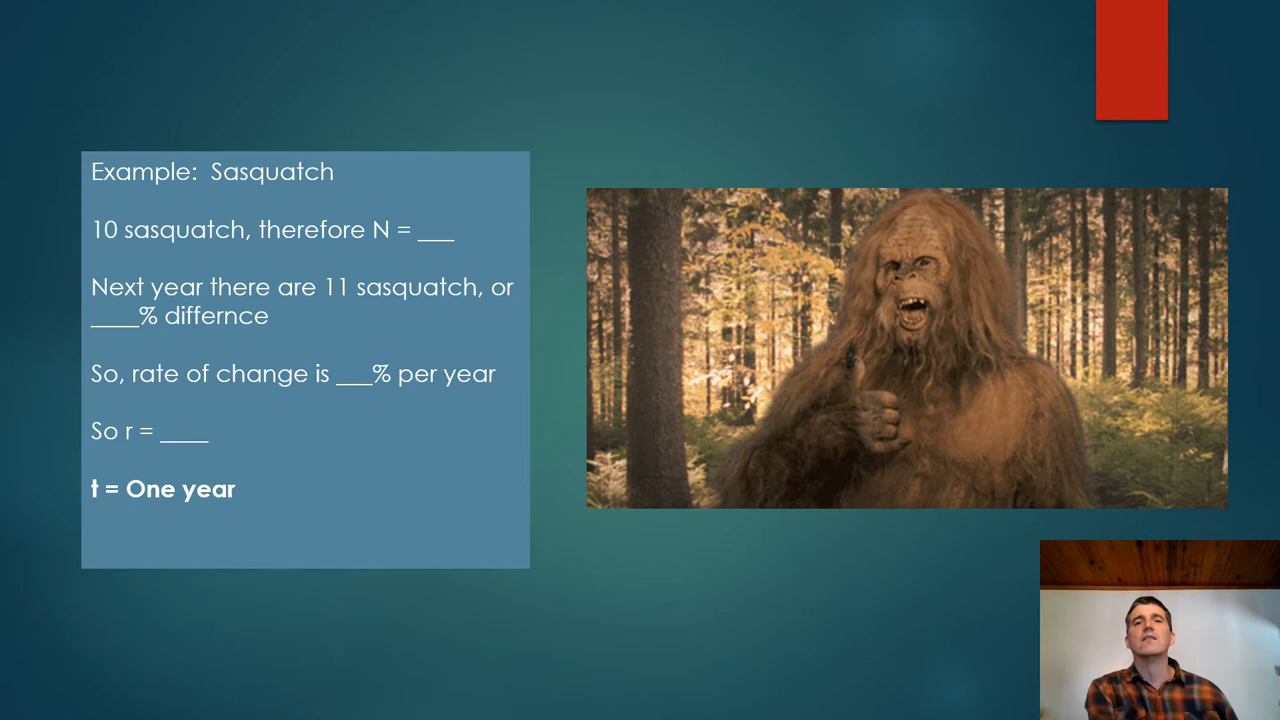 Example:  Sasquatch
10 sasquatch, therefore N = ___
Next year there are 11 sasquatch, or
____% differnce
So, rate of change is ___% per year
So r = ____
t = One year